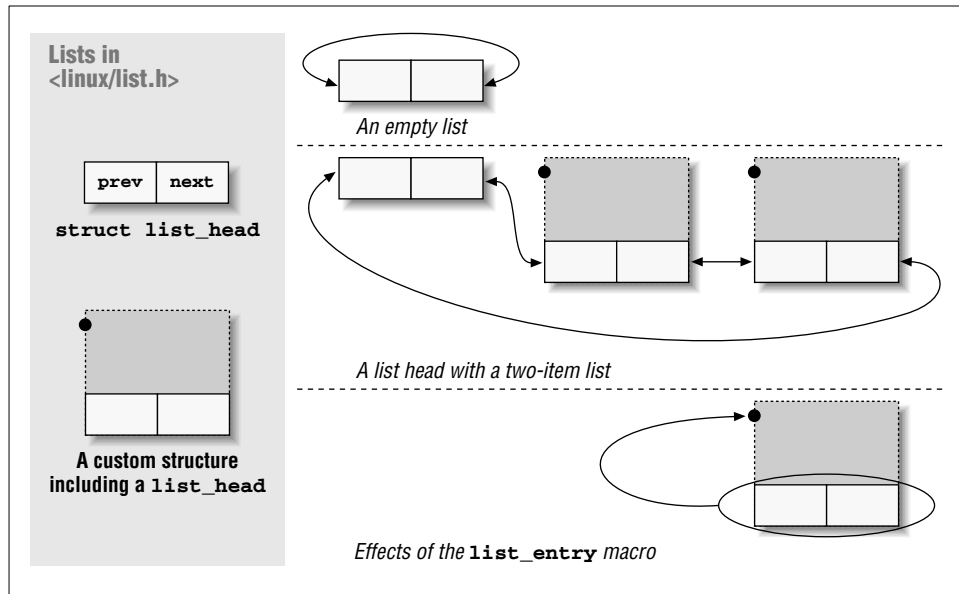 Lists in
<linux/list.h>
prev next
struct list_head
A custom structure
including a list_head
An empty list
A list head with a two-item list
Effects of the list_entry macro